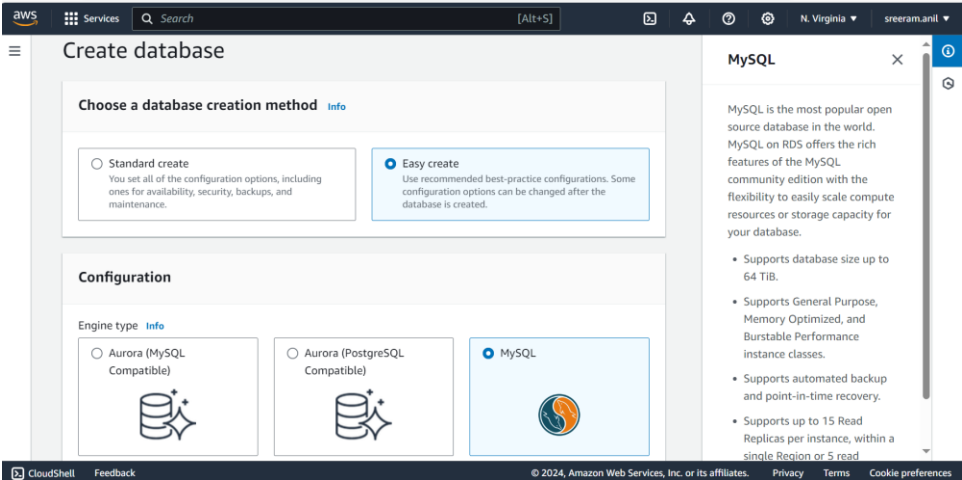 aws
Services
Search
[Alt+S]
N. Virginia
sreeram.anil
Create database
Choose a database creation method Info
Standard create
You set all of the configuration options, including
ones for availability, security, backups, and
maintenance.
Easy create
Use recommended best-practice configurations. Some
configuration options can be changed after the
database is created.
Configuration
Engine type Info
Aurora (MySQL
Compatible)
Aurora (PostgreSQL
Compatible)
MySQL
MySQL
MySQL is the most popular open
source database in the world.
MySQL on RDS offers the rich
features of the MySQL
community edition with the
flexibility to easily scale compute
resources or storage capacity for
your database.
• Supports database size up to
64 TiB.
• Supports General Purpose,
Memory Optimized, and
Burstable Performance
instance classes.
• Supports automated backup
and point-in-time recovery.
• Supports up to 15 Read
Replicas per instance, within a
single Region or 5 read
CloudShell
Feedback
© 2024, Amazon Web Services, Inc. or its affiliates.
Privacy
Terms
Cookie preferences